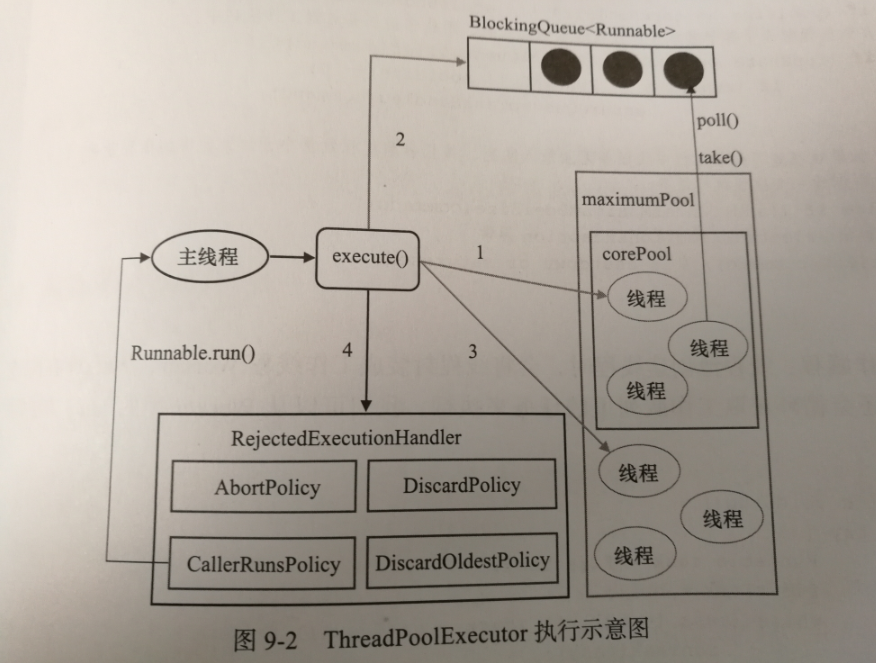 BlockingQueue<Runnable>
poll()
2
take()
maximumPool
主线程
execute()
1
corePool
线程
Runnable.run()
4
3
线程
线程
RejectedExecutionHandler
线程
AbortPolicy
DiscardPolicy
线程
CallerRunsPolicy
DiscardOldestPolicy
线程
图 9-2 ThreadPoolExecutor 执行示意图